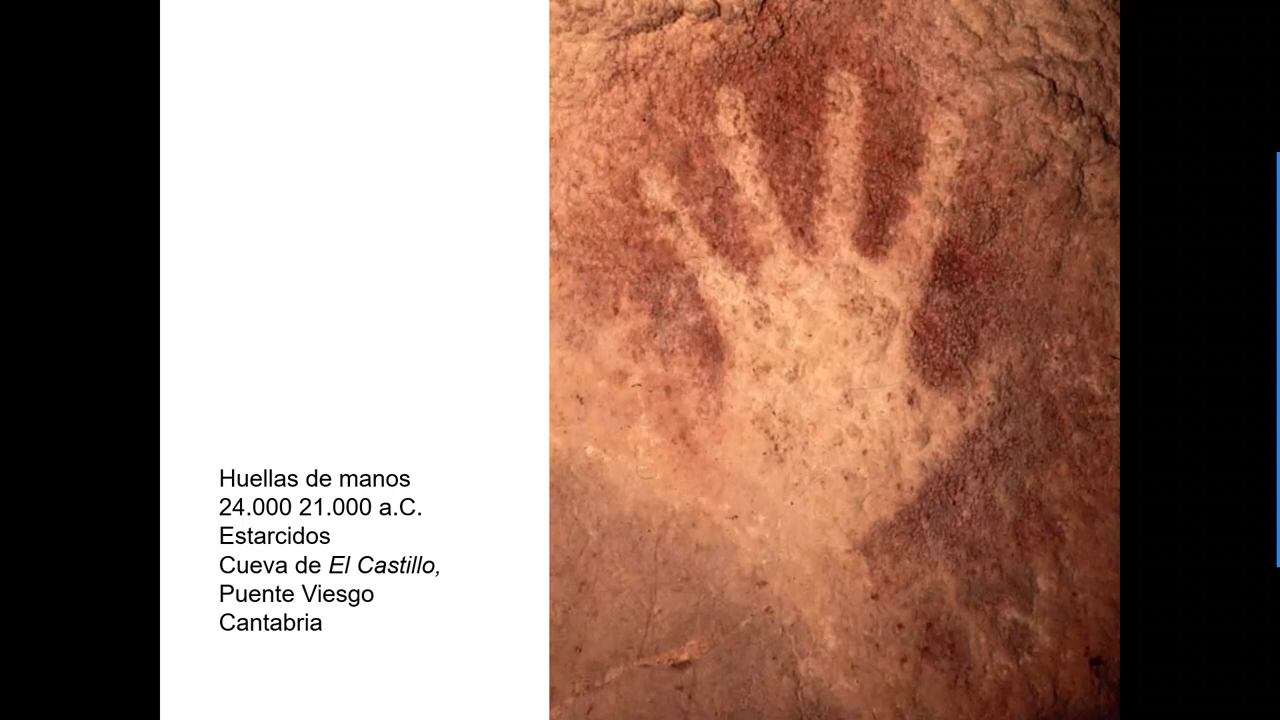 Huellas de manos
24.000 21.000 a.C.
Estarcidos
Cueva de El Castillo,
Puente Viesgo
Cantabria